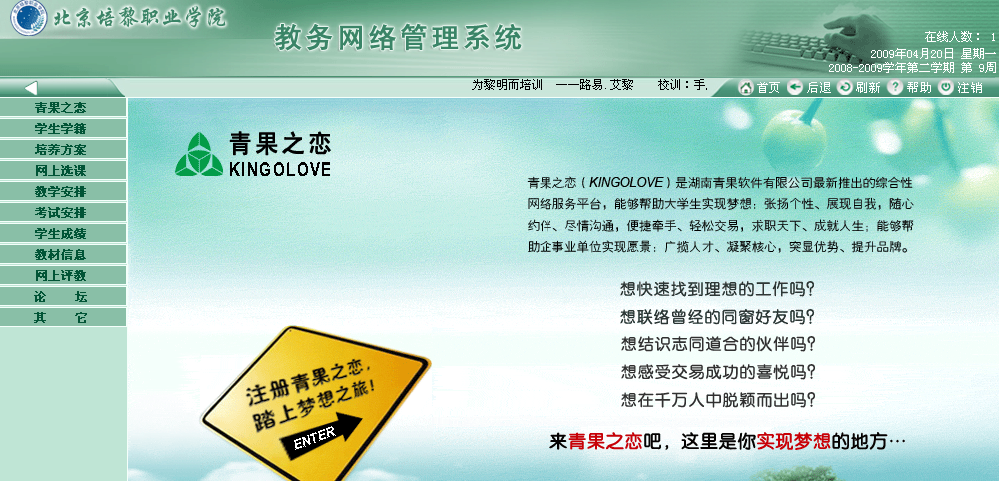 北京培黎职业学院
教务网络管理系统
在线人数： 1
2009年04月20日 星期一
2008-2009学年第二学期 第 9周
为黎明而培训 －－路易.艾黎 校训：手,
首页 后退 刷新 帮助 注销
青果之恋
学生学籍
培养方案
网上选课
教学安排
考试安排
学生成绩
教材信息
网上评教
论 坛
其 它
青果之恋
KINGOLOVE
青果之恋（KINGOLOVE）是湖南青果软件有限公司最新推出的综合性
网络服务平台，能够帮助大学生实现梦想：张扬个性、展现自我，随心
约伴、尽情沟通，便捷牵手、轻松交易，求职天下、成就人生；能够帮
助企事业单位实现愿景：广揽人才、凝聚核心，突显优势、提升品牌。
想快速找到理想的工作吗？
想联络曾经的同窗好友吗？
想结识志同道合的伙伴吗？
想感受交易成功的喜悦吗？
想在千万人中脱颖而出吗？
来青果之恋吧，这里是你实现梦想的地方…
注册青果之恋，
踏上梦想之旅！
ENTER